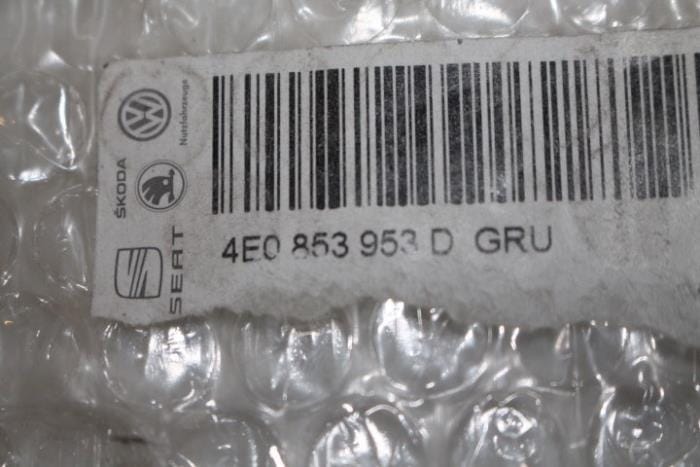 Nutzfahrzeuge
ŠKODA
SEAT
4E0 853 953 D GRU